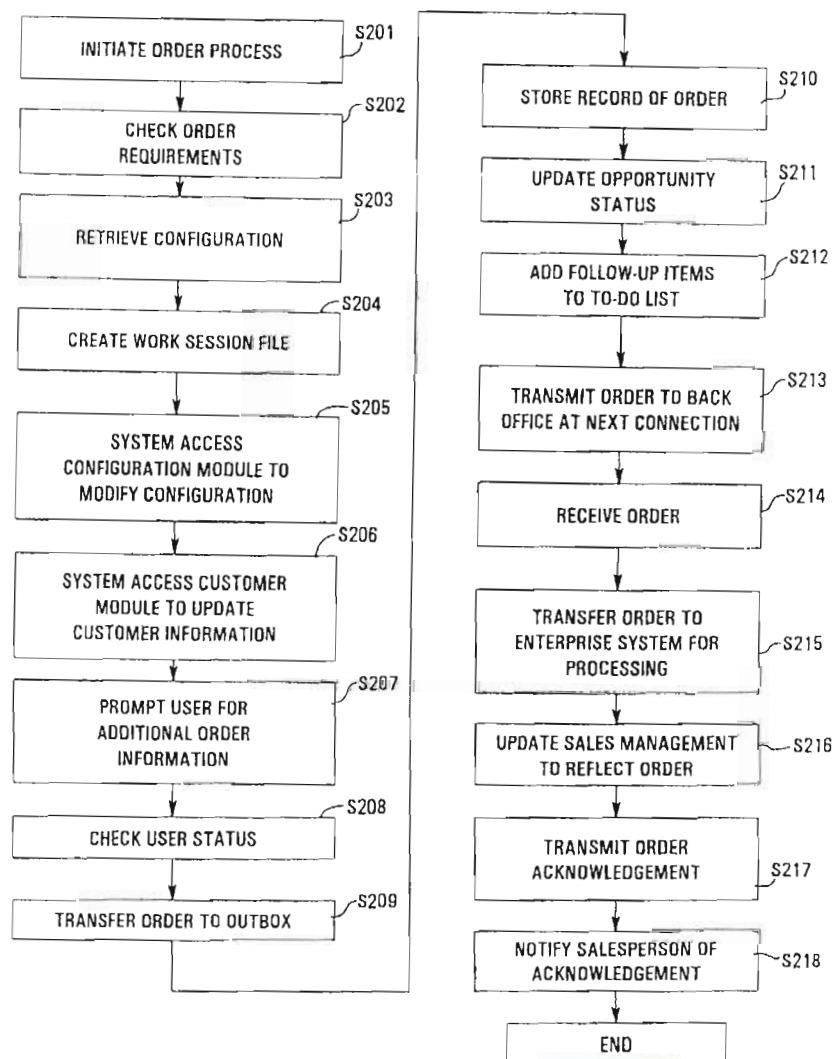 S201
INITIATE ORDER PROCESS
S202
CHECK ORDER
REQUIREMENTS
S203
RETRIEVE CONFIGURATION
S204
CREATE WORK SESSION FILE
S205
SYSTEM ACCESS
CONFIGURATION MODULE TO
MODIFY CONFIGURATION
S206
SYSTEM ACCESS CUSTOMER
MODULE TO UPDATE
CUSTOMER INFORMATION
S207
PROMPT USER FOR
ADDITIONAL ORDER
INFORMATION
S208
CHECK USER STATUS
S209
TRANSFER ORDER TO OUTBOX
S210
STORE RECORD OF ORDER
S211
UPDATE OPPORTUNITY
STATUS
S212
ADD FOLLOW-UP ITEMS
TO TO-DO LIST
S213
TRANSMIT ORDER TO BACK
OFFICE AT NEXT CONNECTION
S214
RECEIVE ORDER
TRANSFER ORDER TO
ENTERPRISE SYSTEM FOR
PROCESSING
S215
UPDATE SALES MANAGEMENT
TO REFLECT ORDER
S216
TRANSMIT ORDER
ACKNOWLEDGEMENT
S217
NOTIFY SALESPERSON OF
ACKNOWLEDGEMENT
S218
END